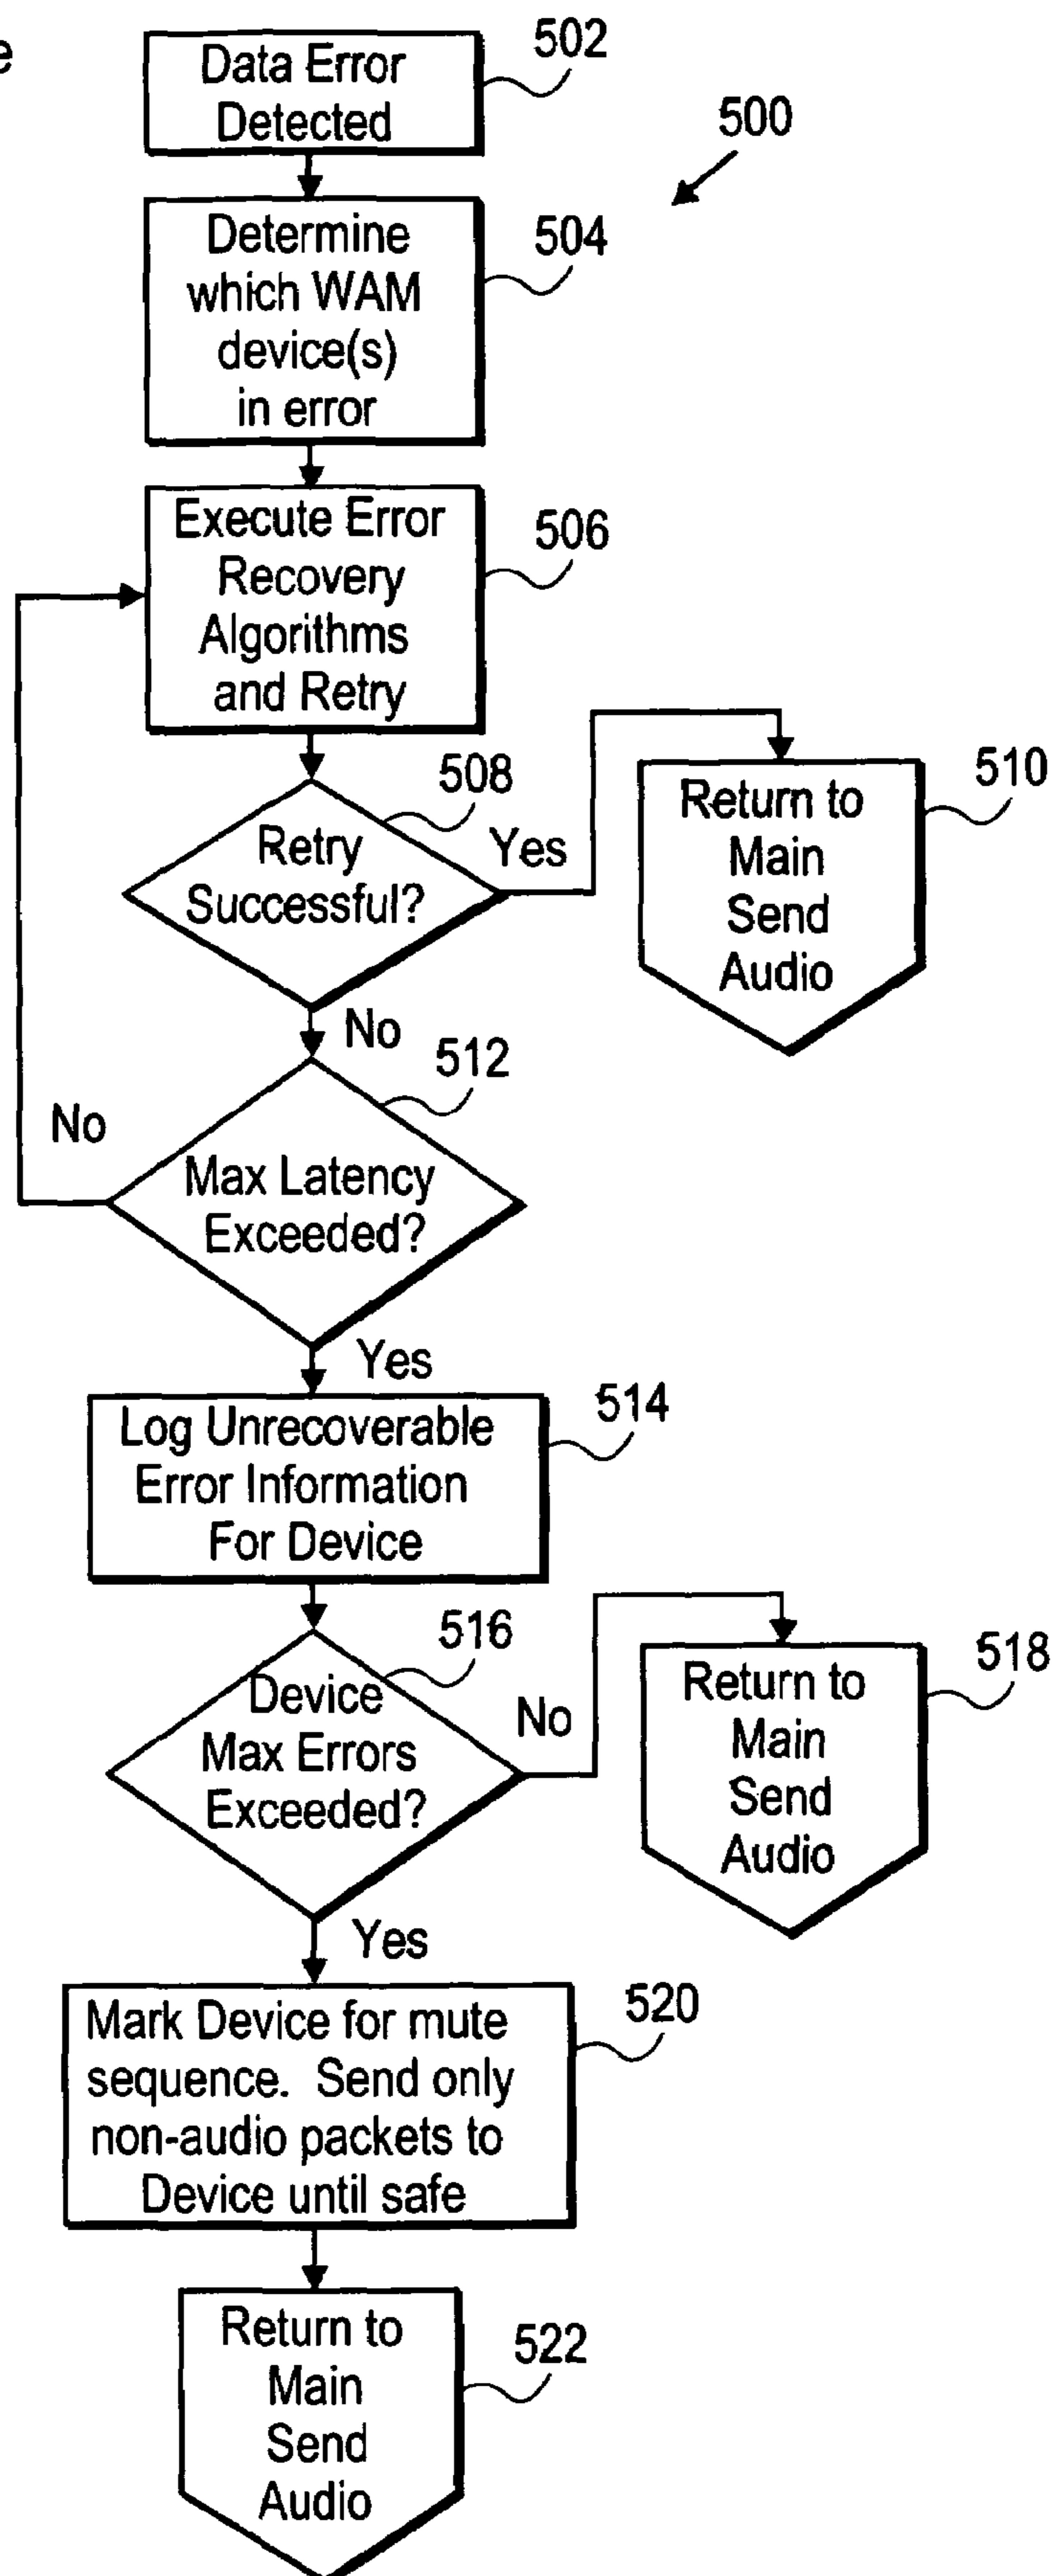 e
Data Error
Detected
502
500
Determine
which WAM
device(s)
in error
504
Execute Error
Recovery
Algorithms
and Retry
506
Retry
Successful?
508
Yes
Return to
Main
Send
Audio
510
No
Max Latency
Exceeded?
512
No
Yes
Log Unrecoverable
Error Information
For Device
514
Device
Max Errors
Exceeded?
516
No
Return to
Main
Send
Audio
518
Yes
Mark Device for mute
sequence. Send only
non-audio packets to
Device until safe
520
Return to
Main
Send
Audio
522